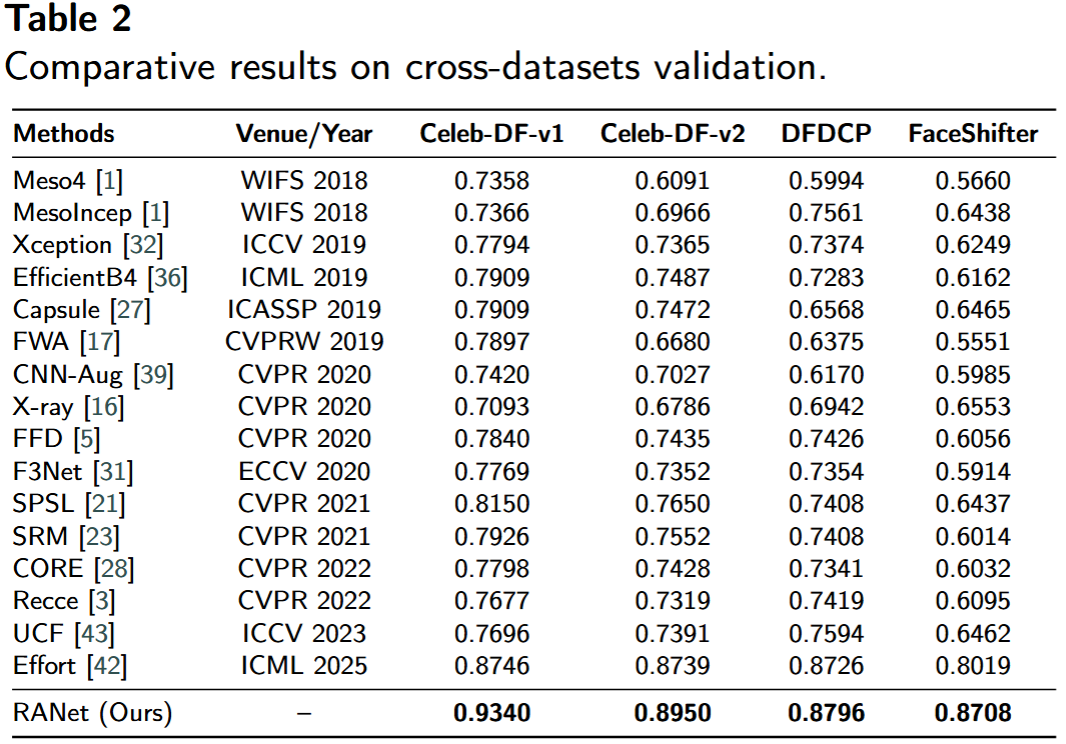 Table 2
Comparative results on cross-datasets validation.
Methods Venue/Year Celeb-DF-v1 Celeb-DF-v2 DFDCP FaceShifter
Meso4 [1] WIFS 2018 0.7358 0.6091 0.5994 0.5660
MesoIncep [1] WIFS 2018 0.7366 0.6966 0.7561 0.6438
Xception [32] ICCV 2019 0.7794 0.7365 0.7374 0.6249
EfficientB4 [36] ICML 2019 0.7909 0.7487 0.7283 0.6162
Capsule [27] ICASSP 2019 0.7909 0.7472 0.6568 0.6465
FWA [17] CVPRW 2019 0.7897 0.6680 0.6375 0.5551
CNN-Aug [39] CVPR 2020 0.7420 0.7027 0.6170 0.5985
X-ray [16] CVPR 2020 0.7093 0.6786 0.6942 0.6553
FFD [5] CVPR 2020 0.7840 0.7435 0.7426 0.6056
F3Net [31] ECCV 2020 0.7769 0.7352 0.7354 0.5914
SPSL [21] CVPR 2021 0.8150 0.7650 0.7408 0.6437
SRM [23] CVPR 2021 0.7926 0.7552 0.7408 0.6014
CORE [28] CVPR 2022 0.7798 0.7428 0.7341 0.6032
Recce [3] CVPR 2022 0.7677 0.7319 0.7419 0.6095
UCF [43] ICCV 2023 0.7696 0.7391 0.7594 0.6462
Effort [42] ICML 2025 0.8746 0.8739 0.8726 0.8019
RANet (Ours) – 0.9340 0.8950 0.8796 0.8708